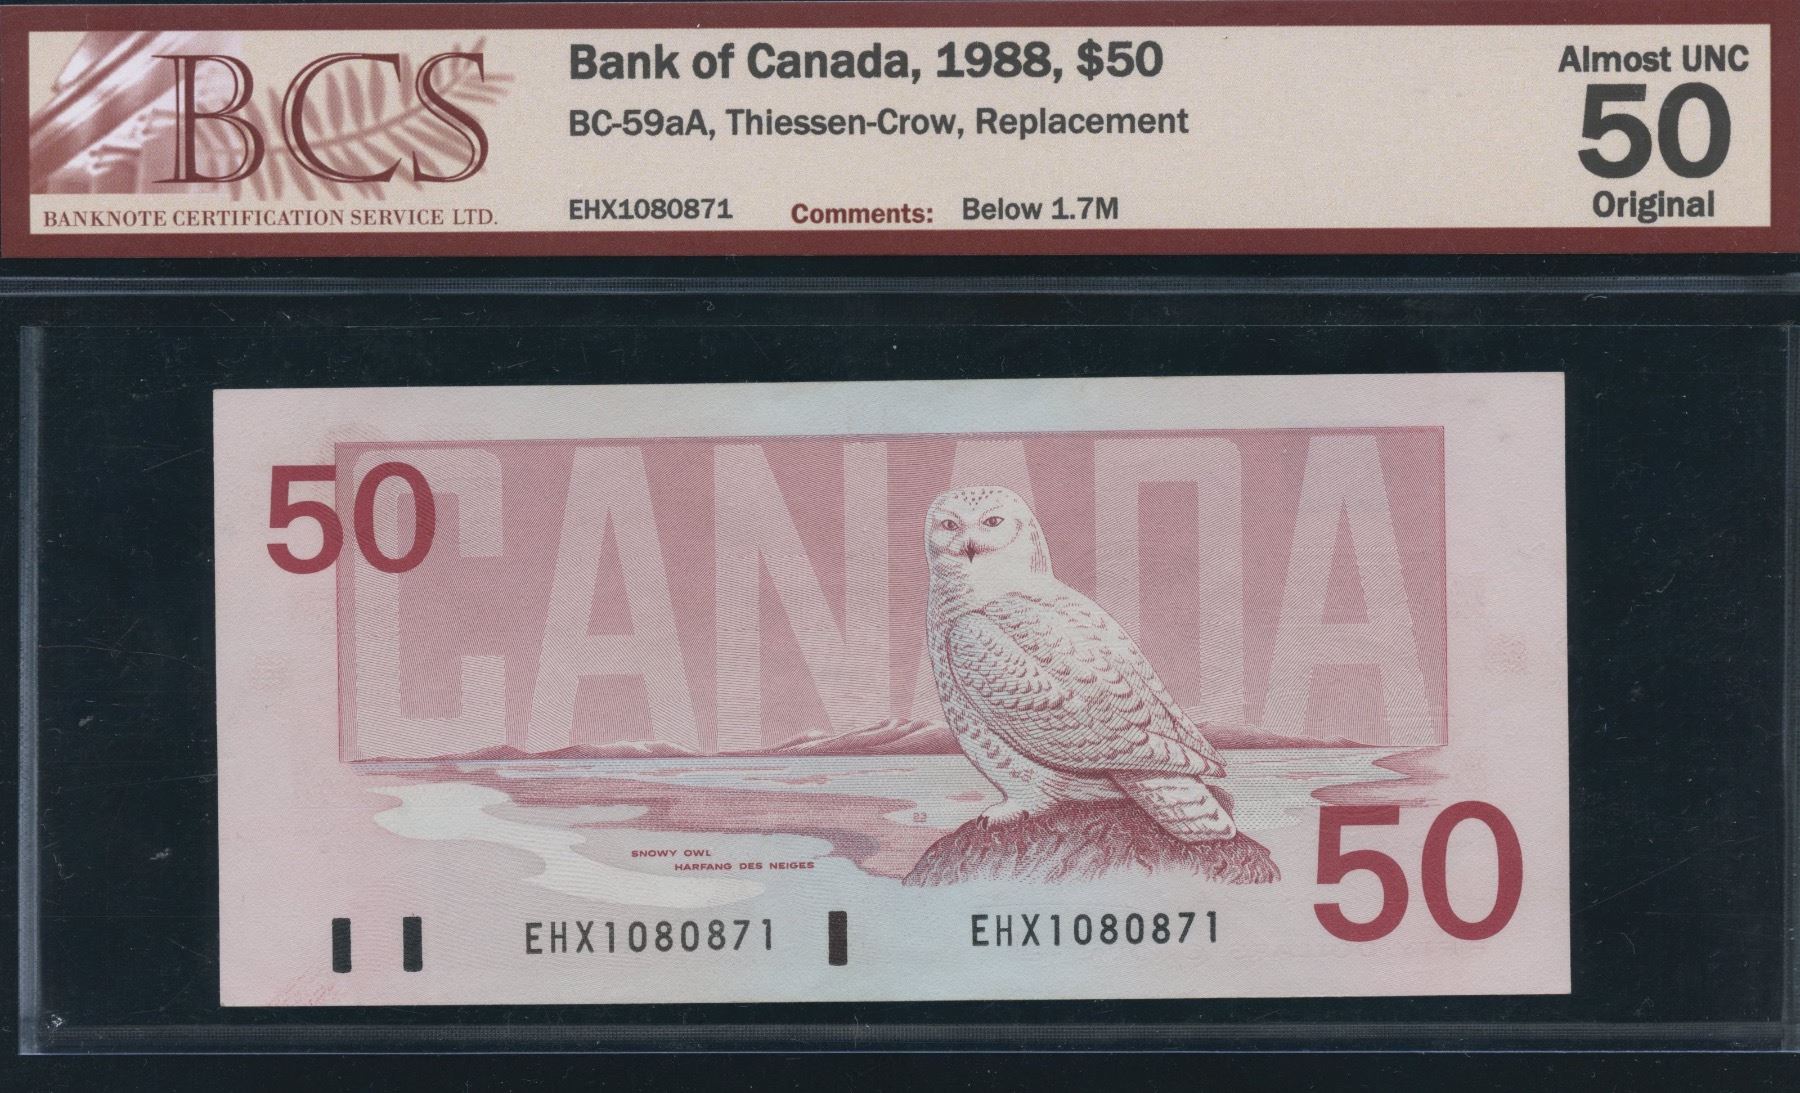 BCS
BANKNOTE CERTIFICATION SERVICE LTD.
Bank of Canada, 1988, $50
BC-59aA, Thiessen-Crow, Replacement
EHX1080871 Comments: Below 1.7M
Almost UNC
50
Original
50
CANADA
23
SNOWY OWL
HARFANG DES NEIGES
50
EHX1080871 EHX1080871